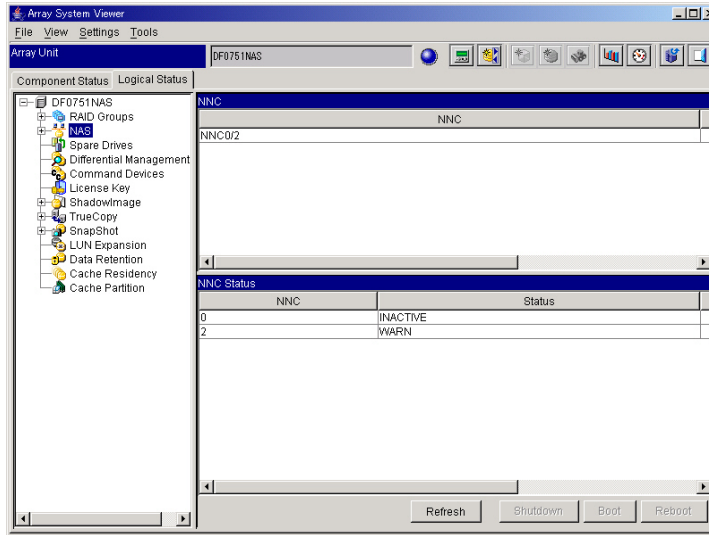 Array System Viewer
File View Settings Tools
Array Unit
DF0751NAS
Component Status Logical Status
DF0751NAS
RAID Groups
NAS
Spare Drives
Differential Management
Command Devices
License Key
ShadowImage
TrueCopy
SnapShot
LUN Expansion
Data Retention
Cache Residency
Cache Partition
NNC
NNC
NNC0/2
NNC Status
NNC Status
0 INACTIVE
2 WARN
Refresh Shutdown Boot Reboot